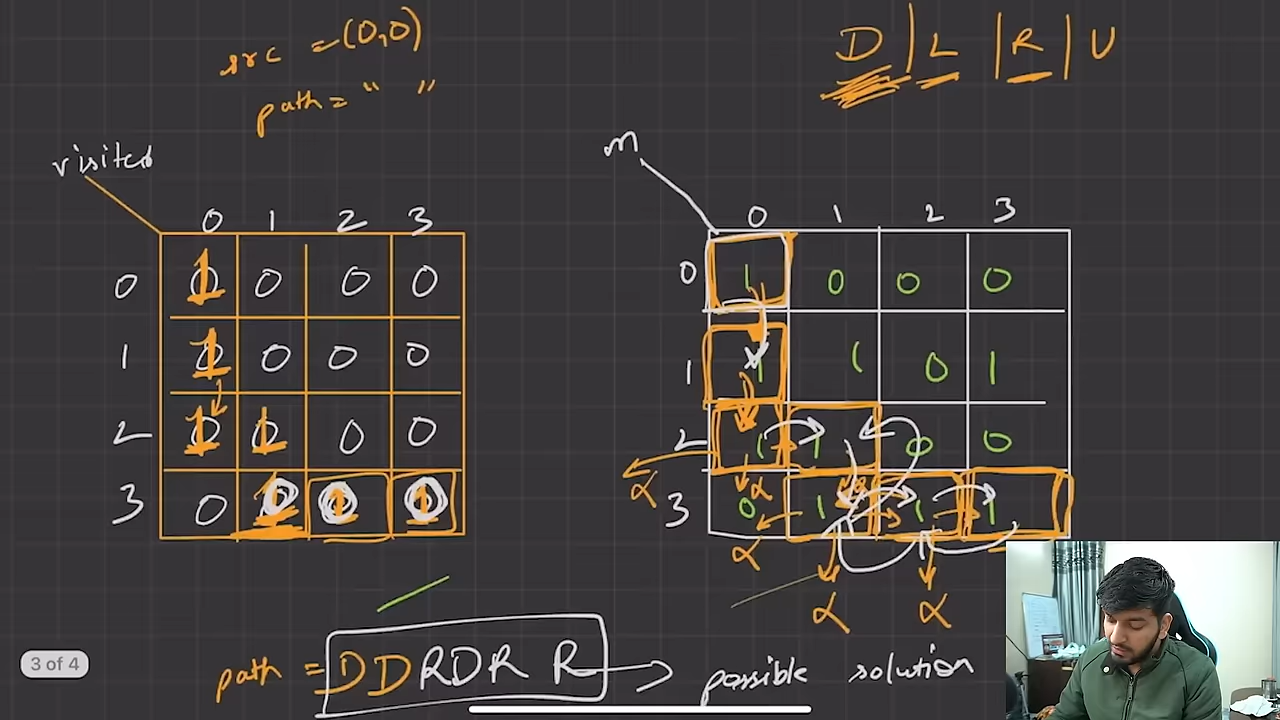 src = (0,0)
path = " "
D | L | R | U
visited
0 1 2 3
0 1 0 0 0
1 1 0 0 0
2 1 1 0 0
3 0 1 1 1
m
0 1 2 3
0 1 0 0 0
1 1 1 0 1
2 1 1 0 0
3 0 1 1 1
α α
α
α α
path = DDRDRR → possible solution
3 of 4